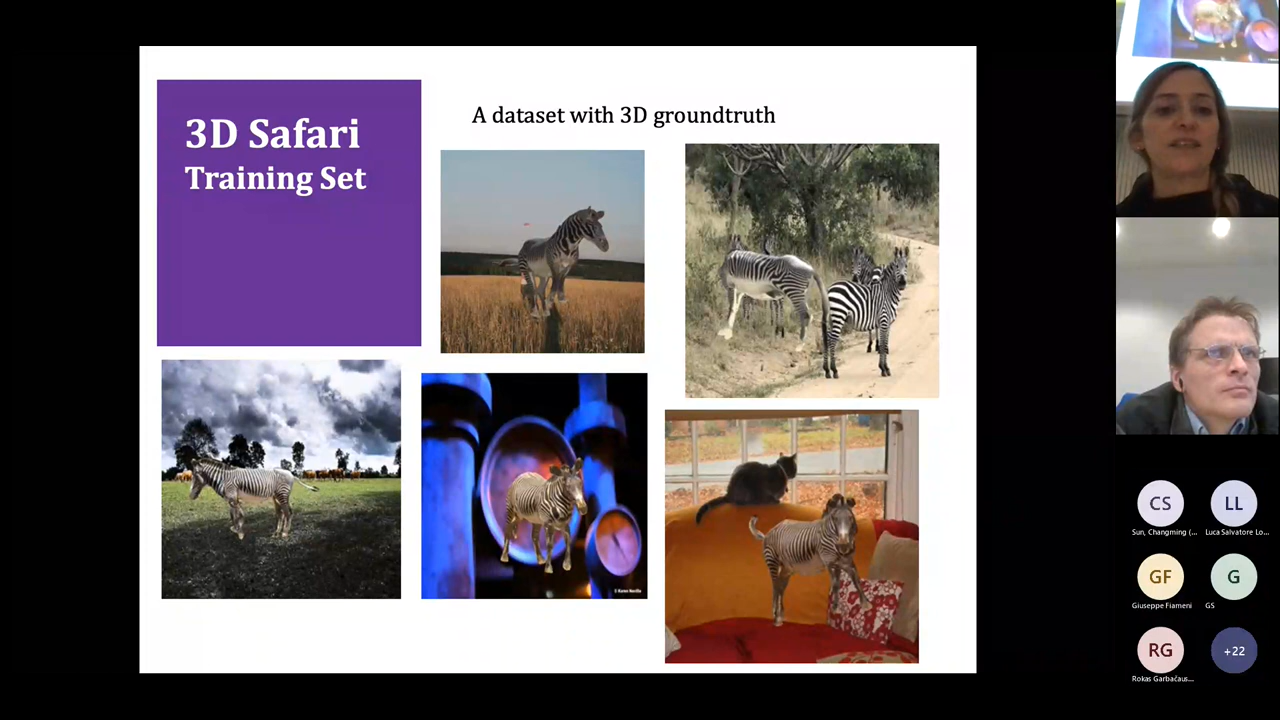 3D Safari
Training Set
A dataset with 3D groundtruth
CS
LL
Sun, Changming (...
Luca Salvatore Lo...
GF
G
Giuseppe Fiameni
GS
RG
+22
Rokas Garbačaus...